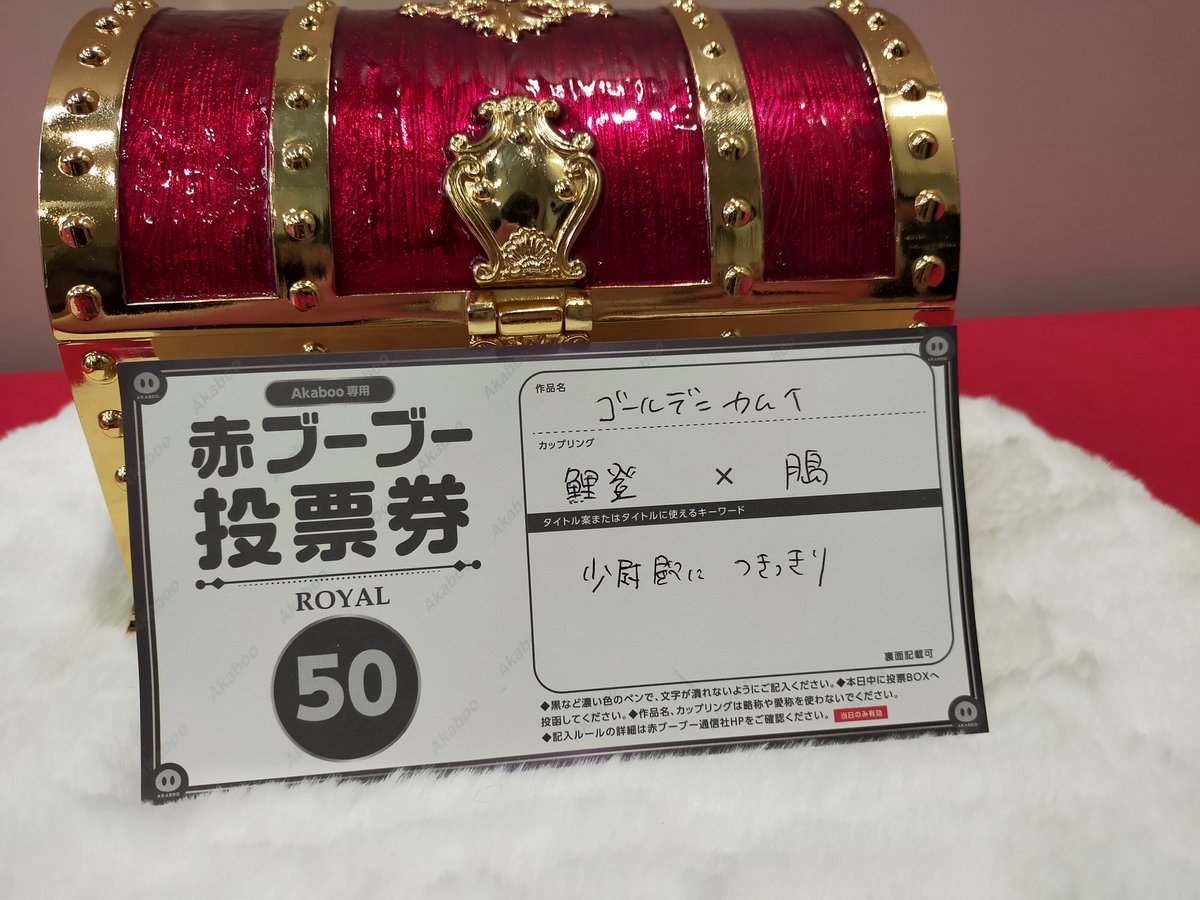 Akaboo専用
赤ブーブー
投票券
ROYAL
50
作品名
ゴールデンカムイ
カップリング
鯉登 × 月島
タイトル案またはタイトルに使えるキーワード
少尉殿に つきっきり
裏面記載可
◆黒など濃い色のペンで、文字が潰れないようにご記入ください。◆本日中に投票BOXへ
投函してください。◆作品名、カップリングは略称や愛称を使わないでください。
◆記入ルールの詳細は赤ブーブー通信社HPをご確認ください。 当日のみ有効
AKABOO
AKABOO
AKABOO
AKABOO